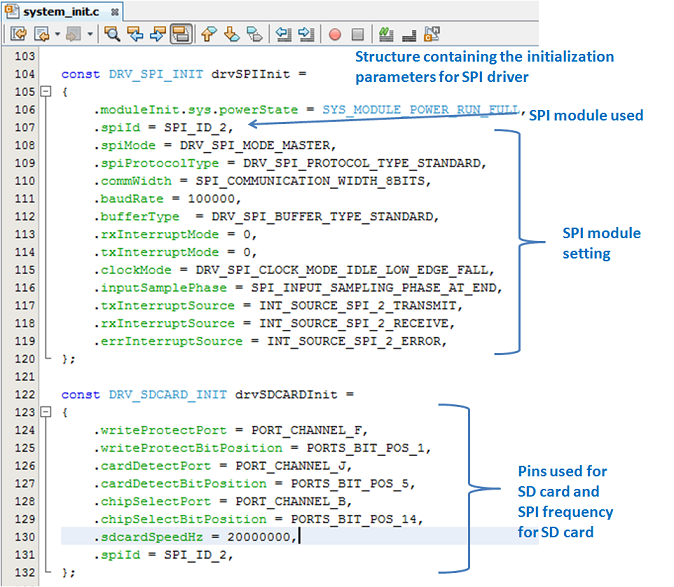 system_init.c
103
104 const DRV_SPI_INIT drvSPIInit =
Structure containing the initialization
parameters for SPI driver
105 {
106 .moduleInit.sys.powerState = SYS_MODULE_POWER_RUN_FULL,
SPI module used
107 .spiId = SPI_ID_2,
108 .spiMode = DRV_SPI_MODE_MASTER,
109 .spiProtocolType = DRV_SPI_PROTOCOL_TYPE_STANDARD,
110 .commWidth = SPI_COMMUNICATION_WIDTH_8BITS,
111 .baudRate = 100000,
112 .bufferType  = DRV_SPI_BUFFER_TYPE_STANDARD,
113 .rxInterruptMode = 0,
114 .txInterruptMode = 0,
SPI module
setting
115 .clockMode = DRV_SPI_CLOCK_MODE_IDLE_LOW_EDGE_FALL,
116 .inputSamplePhase = SPI_INPUT_SAMPLING_PHASE_AT_END,
117 .txInterruptSource = INT_SOURCE_SPI_2_TRANSMIT,
118 .rxInterruptSource = INT_SOURCE_SPI_2_RECEIVE,
119 .errInterruptSource = INT_SOURCE_SPI_2_ERROR,
120 };
121
122 const DRV_SDCARD_INIT drvSDCARDInit =
123 {
124 .writeProtectPort = PORT_CHANNEL_F,
125 .writeProtectBitPosition = PORTS_BIT_POS_1,
126 .cardDetectPort = PORT_CHANNEL_J,
127 .cardDetectBitPosition = PORTS_BIT_POS_5,
128 .chipSelectPort = PORT_CHANNEL_B,
129 .chipSelectBitPosition = PORTS_BIT_POS_14,
130 .sdcardSpeedHz = 20000000,
131 .spiId = SPI_ID_2,
132 };
Pins used for
SD card and
SPI frequency
for SD card